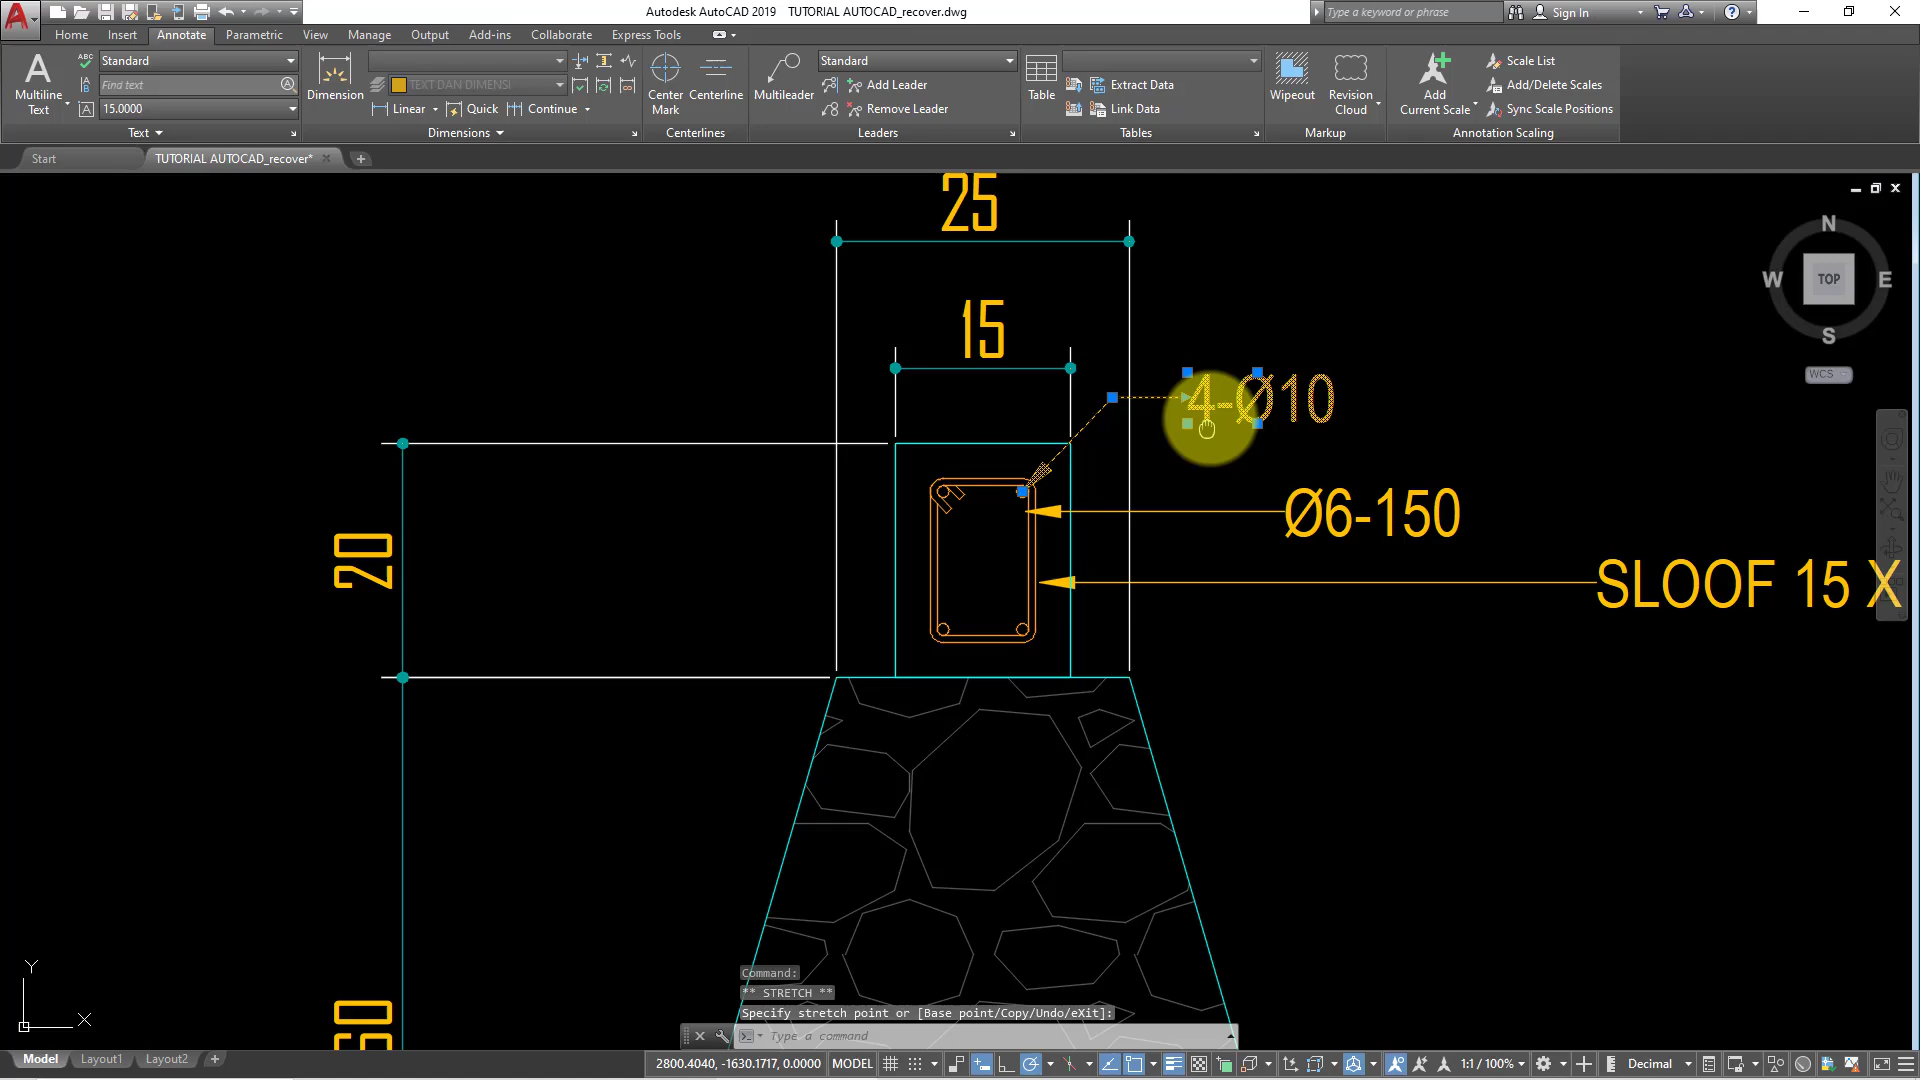 Autodesk AutoCAD 2019 TUTORIAL AUTOCAD_recover.dwg
Type a keyword or phrase
Sign In
Home Insert Annotate Parametric View Manage Output Add-ins Collaborate Express Tools
Multiline Text
Standard
Find text
15.0000
Text
Dimension
TEXT DAN DIMENSI
Linear Quick Continue
Dimensions
Center Mark
Centerline
Centerlines
Multileader
Standard
Add Leader
Remove Leader
Leaders
Table
Extract Data
Link Data
Tables
Wipeout
Revision Cloud
Markup
Add Current Scale
Scale List
Add/Delete Scales
Sync Scale Positions
Annotation Scaling
Start TUTORIAL AUTOCAD_recover*
25
15
4-Ø10
Ø6-150
SLOOF 15 X
20
60
N
W TOP E
S
WCS
Y
X
Command:
** STRETCH **
Specify stretch point or [Base point/Copy/Undo/eXit]:
Type a command
Model Layout1 Layout2
2800.4040, -1630.1717, 0.0000 MODEL 1:1 / 100% Decimal